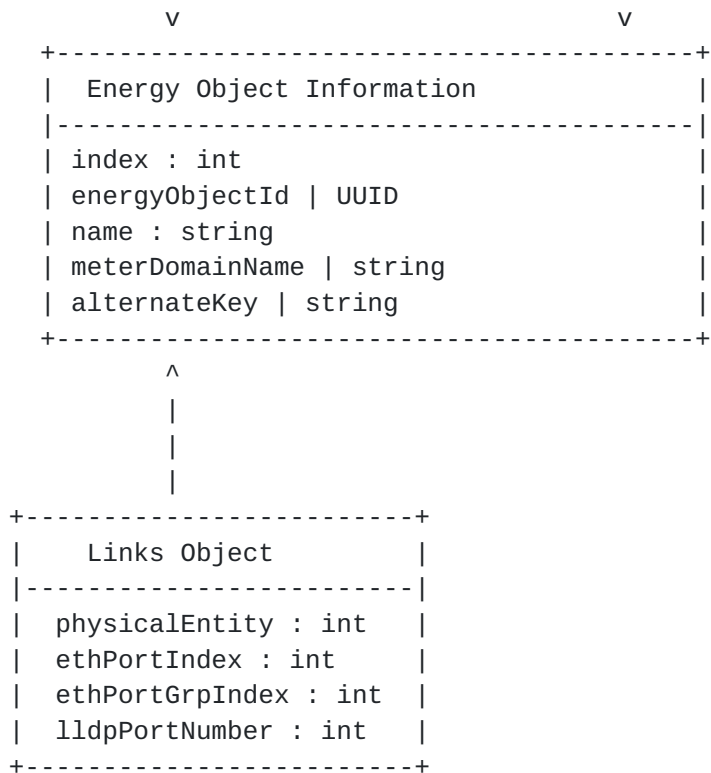 v                            v
  +-----------------------------------------+
  |  Energy Object Information              |
  |-----------------------------------------|
  | index : int                             |
  | energyObjectId | UUID                   |
  | name : string                           |
  | meterDomainName | string                |
  | alternateKey | string                   |
  +-----------------------------------------+
          ^
          |
          |
          |
+-------------------------+
|    Links Object         |
|-------------------------|
|  physicalEntity : int   |
|  ethPortIndex : int     |
|  ethPortGrpIndex : int  |
|  lldpPortNumber : int   |
+-------------------------+